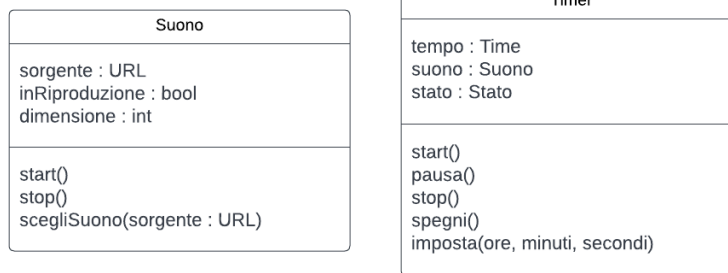 Suono
sorgente : URL
inRiproduzione : bool
dimensione : int
start()
stop()
scegliSuono(sorgente : URL)
Timer
tempo : Time
suono : Suono
stato : Stato
start()
pausa()
stop()
spegni()
imposta(ore, minuti, secondi)